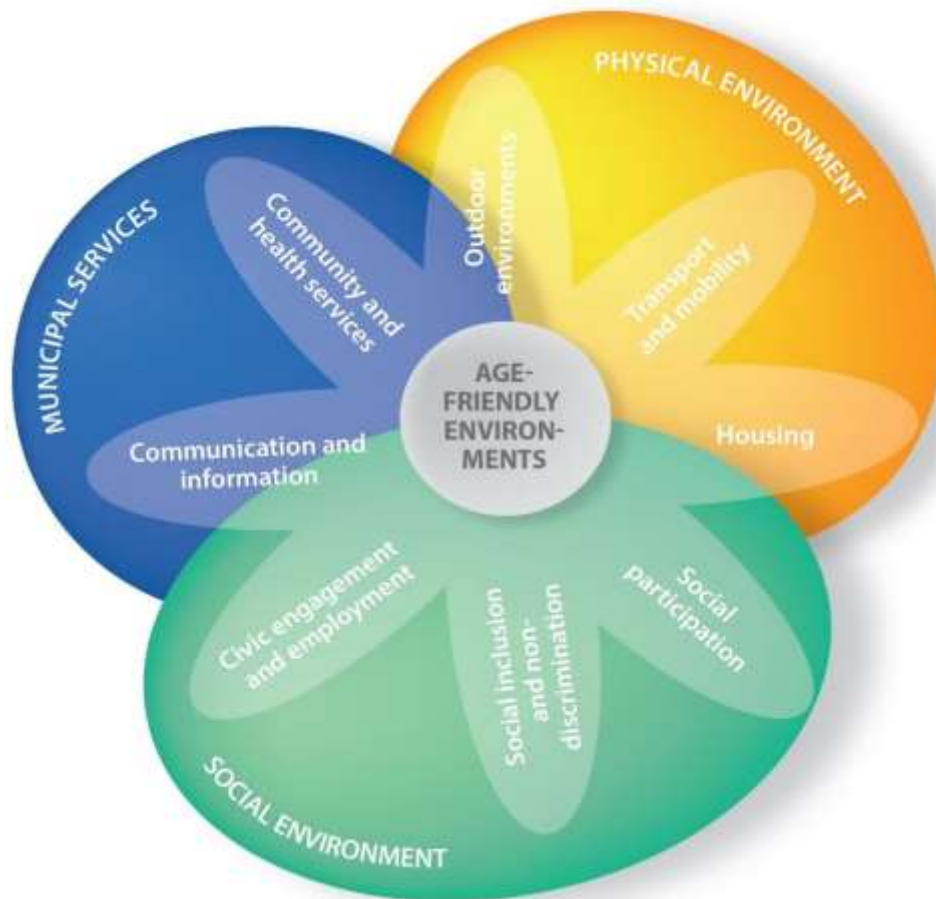 PHYSICAL ENVIRONMENT
Outdoor
environments
Transport
and mobility
Housing
MUNICIPAL SERVICES
Community and
health services
Communication and
information
AGE-
FRIENDLY
ENVIRON-
MENTS
Civic engagement
and employment
Social inclusion
and non-
discrimination
Social
participation
SOCIAL ENVIRONMENT